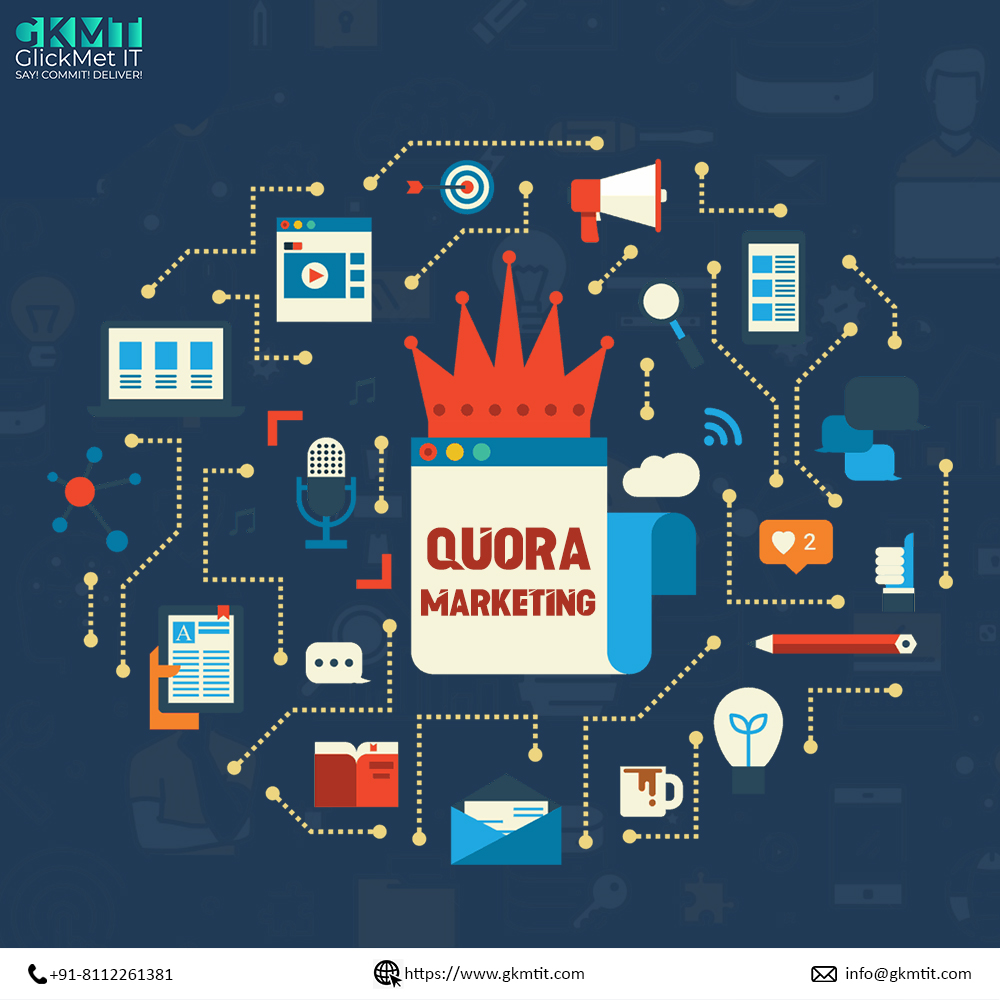 GKMT
GlickMet IT
SAY! COMMIT! DELIVER!
A
2
QUORA
MARKETING
+91-8112261381
https://www.gkmtit.com
info@gkmtit.com